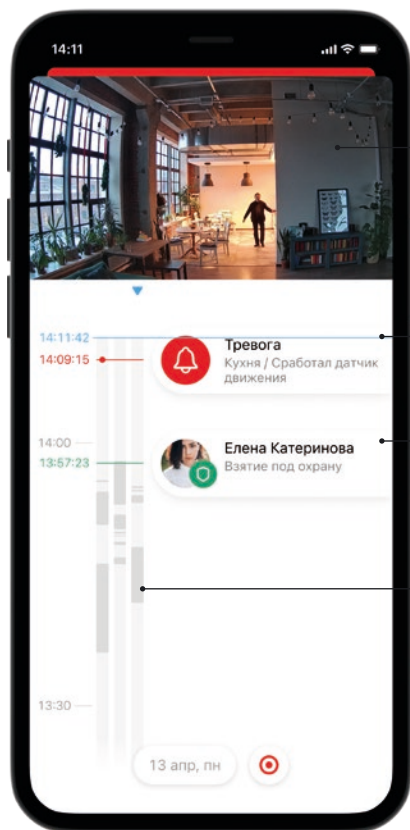 14:11
14:11:42
Тревога
14:09:15
Кухня / Сработал датчик
движения
14:00
Елена Катеринова
13:57:23
Взятие под охрану
13:30
13 апр, пн